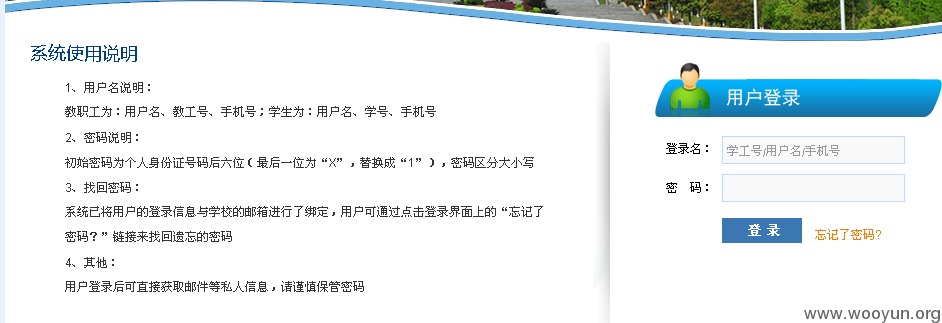 系统使用说明
1、用户名说明：
教职工为：用户名、教工号、手机号；学生为：用户名、学号、手机号
2、密码说明：
初始密码为个人身份证号码后六位（最后一位为“X”，替换成“1”），密码区分大小写
3、找回密码：
系统已将用户的登录信息与学校的邮箱进行了绑定，用户可通过点击登录界面上的“忘记了
密码？”链接来找回遗忘的密码
4、其他：
用户登录后可直接获取邮件等私人信息，请谨慎保管密码
用户登录
登录名： 学工号/用户名/手机号
密 码：
登 录 忘记了密码?
www.wooyun.org